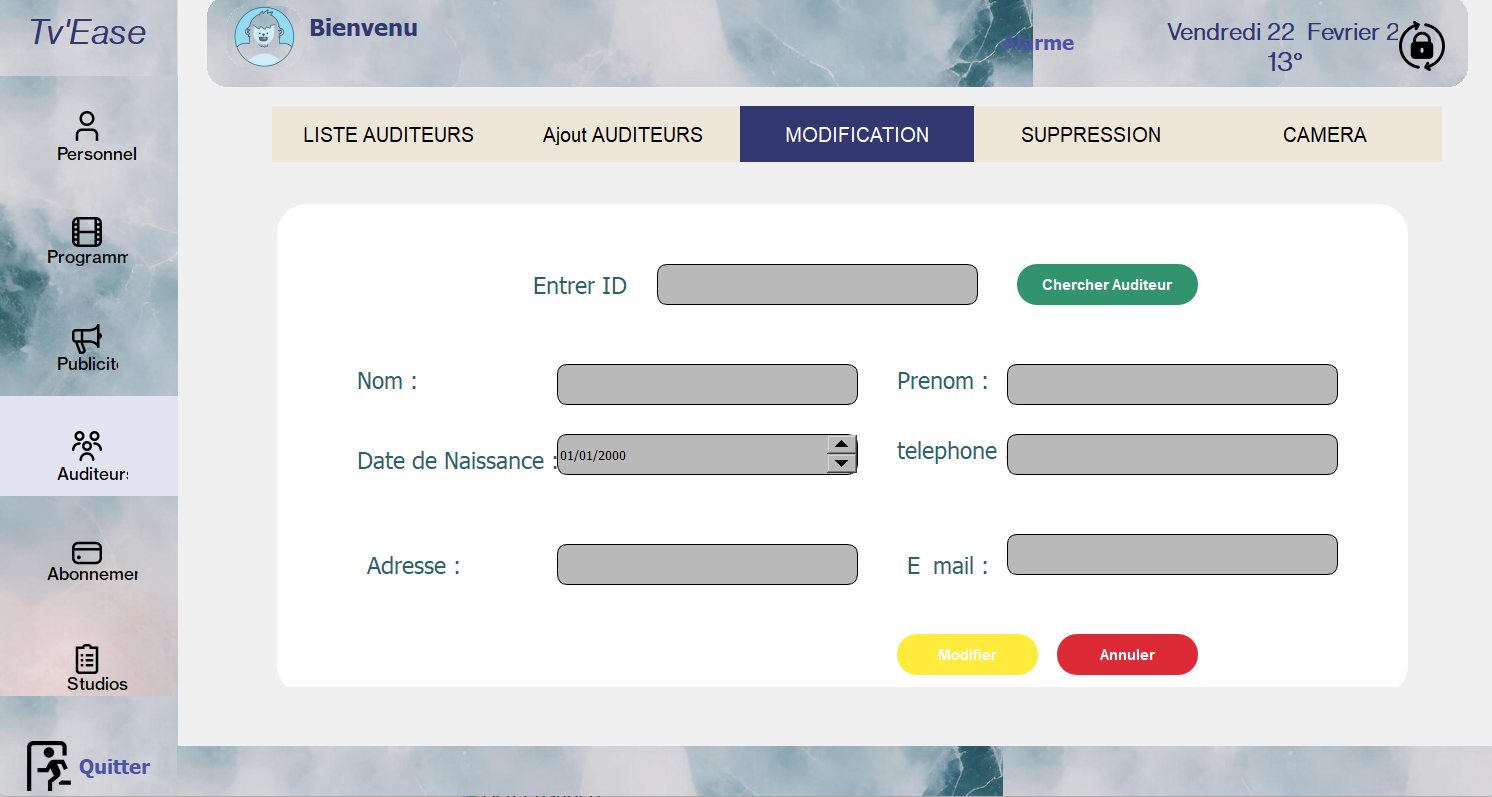 Tv'Ease
Bienvenu
Alarme
Vendredi 22 Fevrier 2
13°
Personnel
Programm
Publicit
Auditeurs
Abonnemen
Studios
Quitter
LISTE AUDITEURS
Ajout AUDITEURS
MODIFICATION
SUPPRESSION
CAMERA
Entrer ID
Chercher Auditeur
Nom :
Prenom :
Date de Naissance :
01/01/2000
telephone
Adresse :
E mail :
Modifier
Annuler